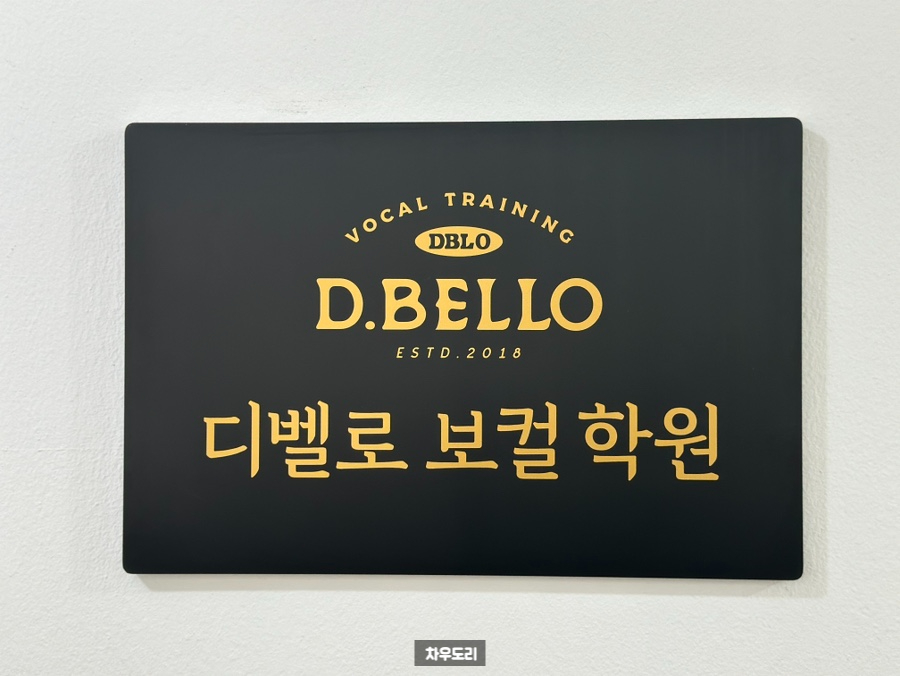 VOCAL TRAINING
DBLO
D.BELLO
ESTD.2018
디벨로 보컬 학원
차우도리